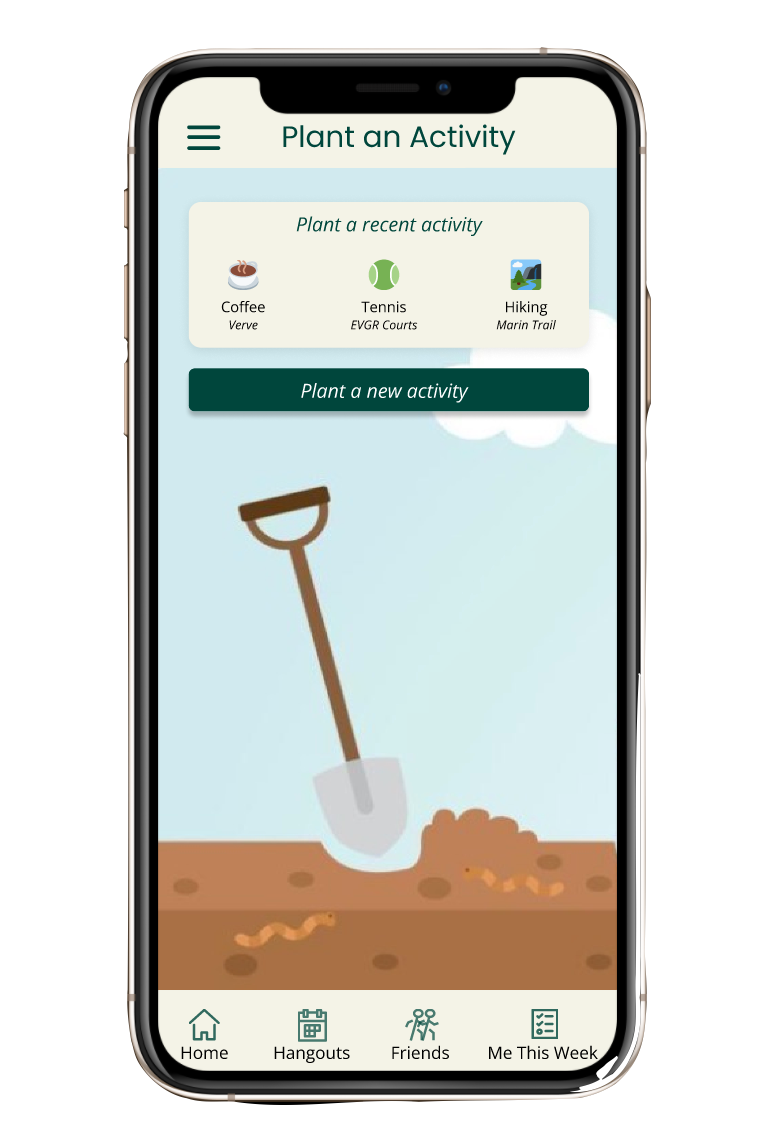 Plant an Activity
Plant a recent activity
Coffee
Verve
Tennis
EVGR Courts
Hiking
Marin Trail
Plant a new activity
Home
Hangouts
Friends
Me This Week